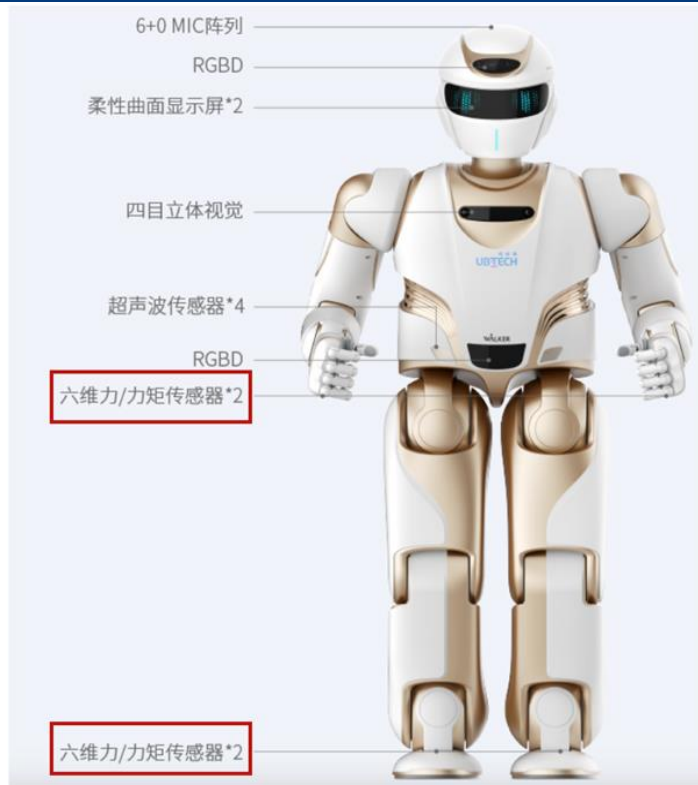 6+0 MIC阵列
RGBD
柔性曲面显示屏*2
四目立体视觉
UBTECH
超声波传感器*4
WALKER
RGBD
六维力/力矩传感器*2
六维力/力矩传感器*2